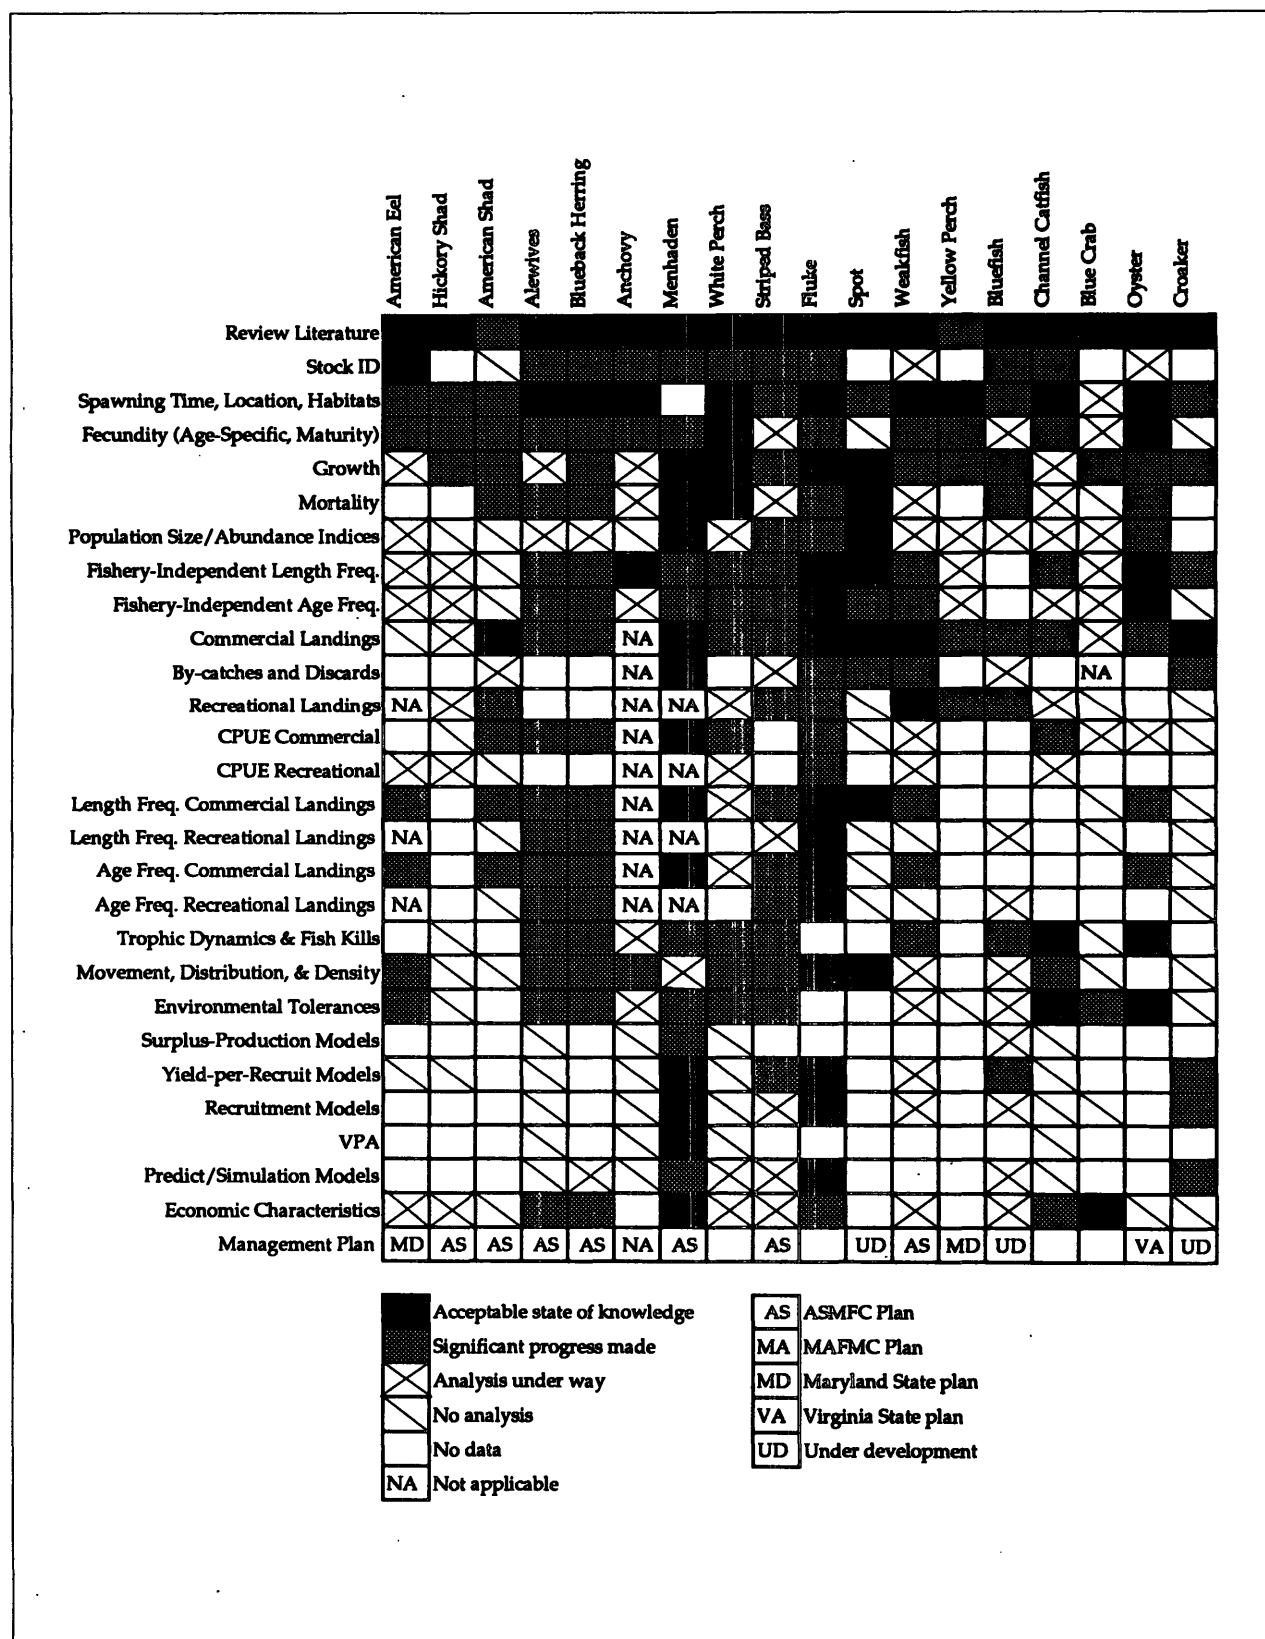 American Eel
Hickory Shad
American Shad
Alewives
Blueback Herring
Anchovy
Menhaden
White Perch
Striped Bass
Fluke
Spot
Weakfish
Yellow Perch
Bluefish
Channel Catfish
Blue Crab
Oyster
Croaker
Review Literature
Stock ID
Spawning Time, Location, Habitats
Fecundity (Age-Specific, Maturity)
Growth
Mortality
Population Size/Abundance Indices
Fishery-Independent Length Freq.
Fishery-Independent Age Freq.
Commercial Landings NA
By-catches and Discards NA NA
Recreational Landings NA NA NA
CPUE Commercial NA
CPUE Recreational NA NA
Length Freq. Commercial Landings NA
Length Freq. Recreational Landings NA NA NA
Age Freq. Commercial Landings NA
Age Freq. Recreational Landings NA NA NA
Trophic Dynamics & Fish Kills
Movement, Distribution, & Density
Environmental Tolerances
Surplus-Production Models
Yield-per-Recruit Models
Recruitment Models
VPA
Predict/Simulation Models
Economic Characteristics
Management Plan MD AS AS AS AS NA AS AS UD AS MD UD VA UD
Acceptable state of knowledge
Significant progress made
Analysis under way
No analysis
No data
NA Not applicable
AS ASMFC Plan
MA MAFMC Plan
MD Maryland State plan
VA Virginia State plan
UD Under development